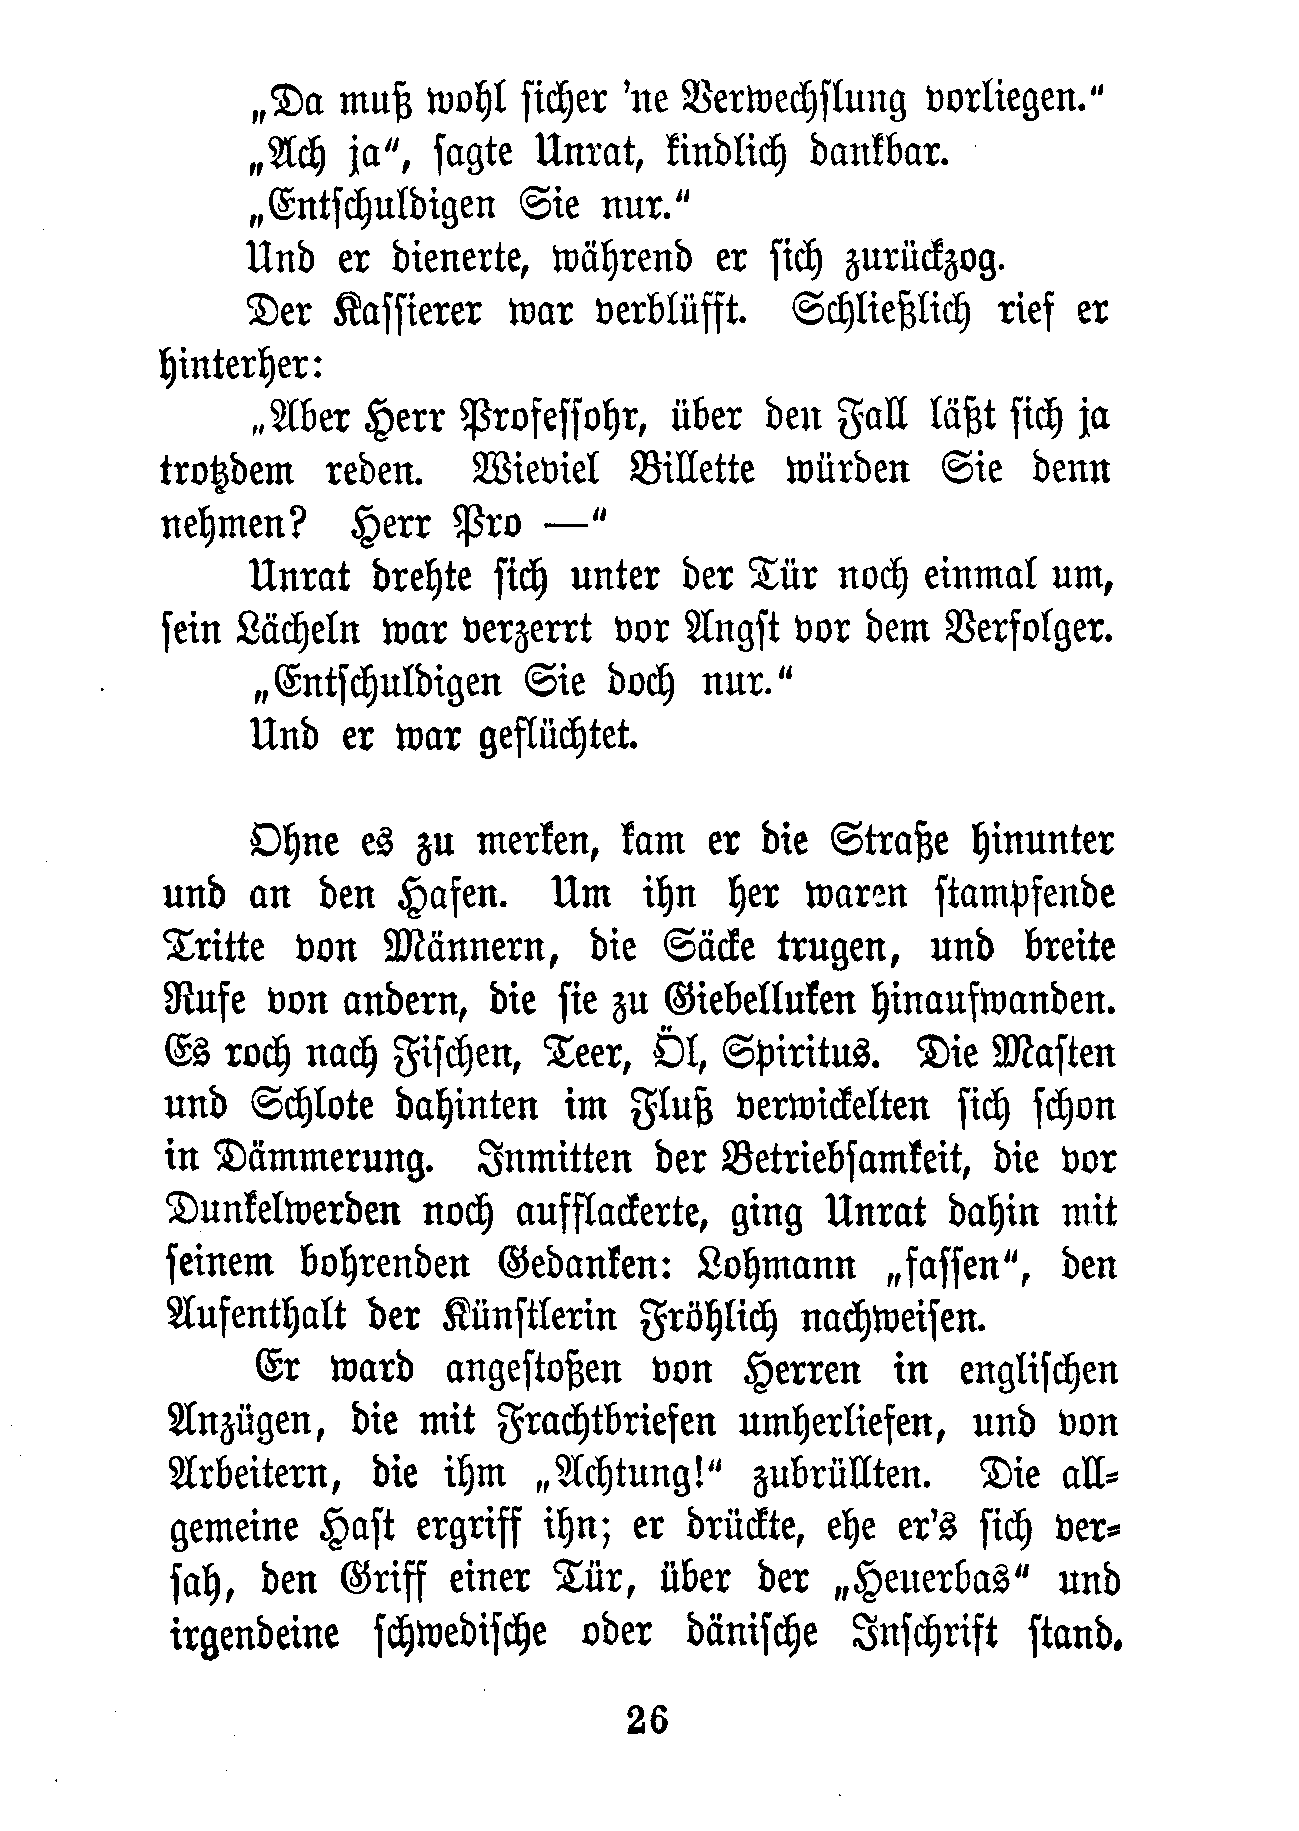 „Da muß wohl sicher 'ne Verwechslung vorliegen.“
„Ach ja“, sagte Unrat, kindlich dankbar.
„Entschuldigen Sie nur.“
Und er dienerte, während er sich zurückzog.
Der Kassierer war verblüfft. Schließlich rief er
hinterher:
„Aber Herr Professohr, über den Fall läßt sich ja
trotzdem reden. Wieviel Billette würden Sie denn
nehmen? Herr Pro —“
Unrat drehte sich unter der Tür noch einmal um,
sein Lächeln war verzerrt vor Angst vor dem Verfolger.
„Entschuldigen Sie doch nur.“
Und er war geflüchtet.
Ohne es zu merken, kam er die Straße hinunter
und an den Hafen. Um ihn her waren stampfende
Tritte von Männern, die Säcke trugen, und breite
Rufe von andern, die sie zu Giebelluken hinaufwanden.
Es roch nach Fischen, Teer, Öl, Spiritus. Die Masten
und Schlote dahinten im Fluß verwickelten sich schon
in Dämmerung. Inmitten der Betriebsamkeit, die vor
Dunkelwerden noch aufflackerte, ging Unrat dahin mit
seinem bohrenden Gedanken: Lohmann „fassen“, den
Aufenthalt der Künstlerin Fröhlich nachweisen.
Er ward angestoßen von Herren in englischen
Anzügen, die mit Frachtbriefen umherliefen, und von
Arbeitern, die ihm „Achtung!“ zubrüllten. Die all=
gemeine Hast ergriff ihn; er drückte, ehe er's sich ver=
sah, den Griff einer Tür, über der „Heuerbas“ und
irgendeine schwedische oder dänische Inschrift stand.
26